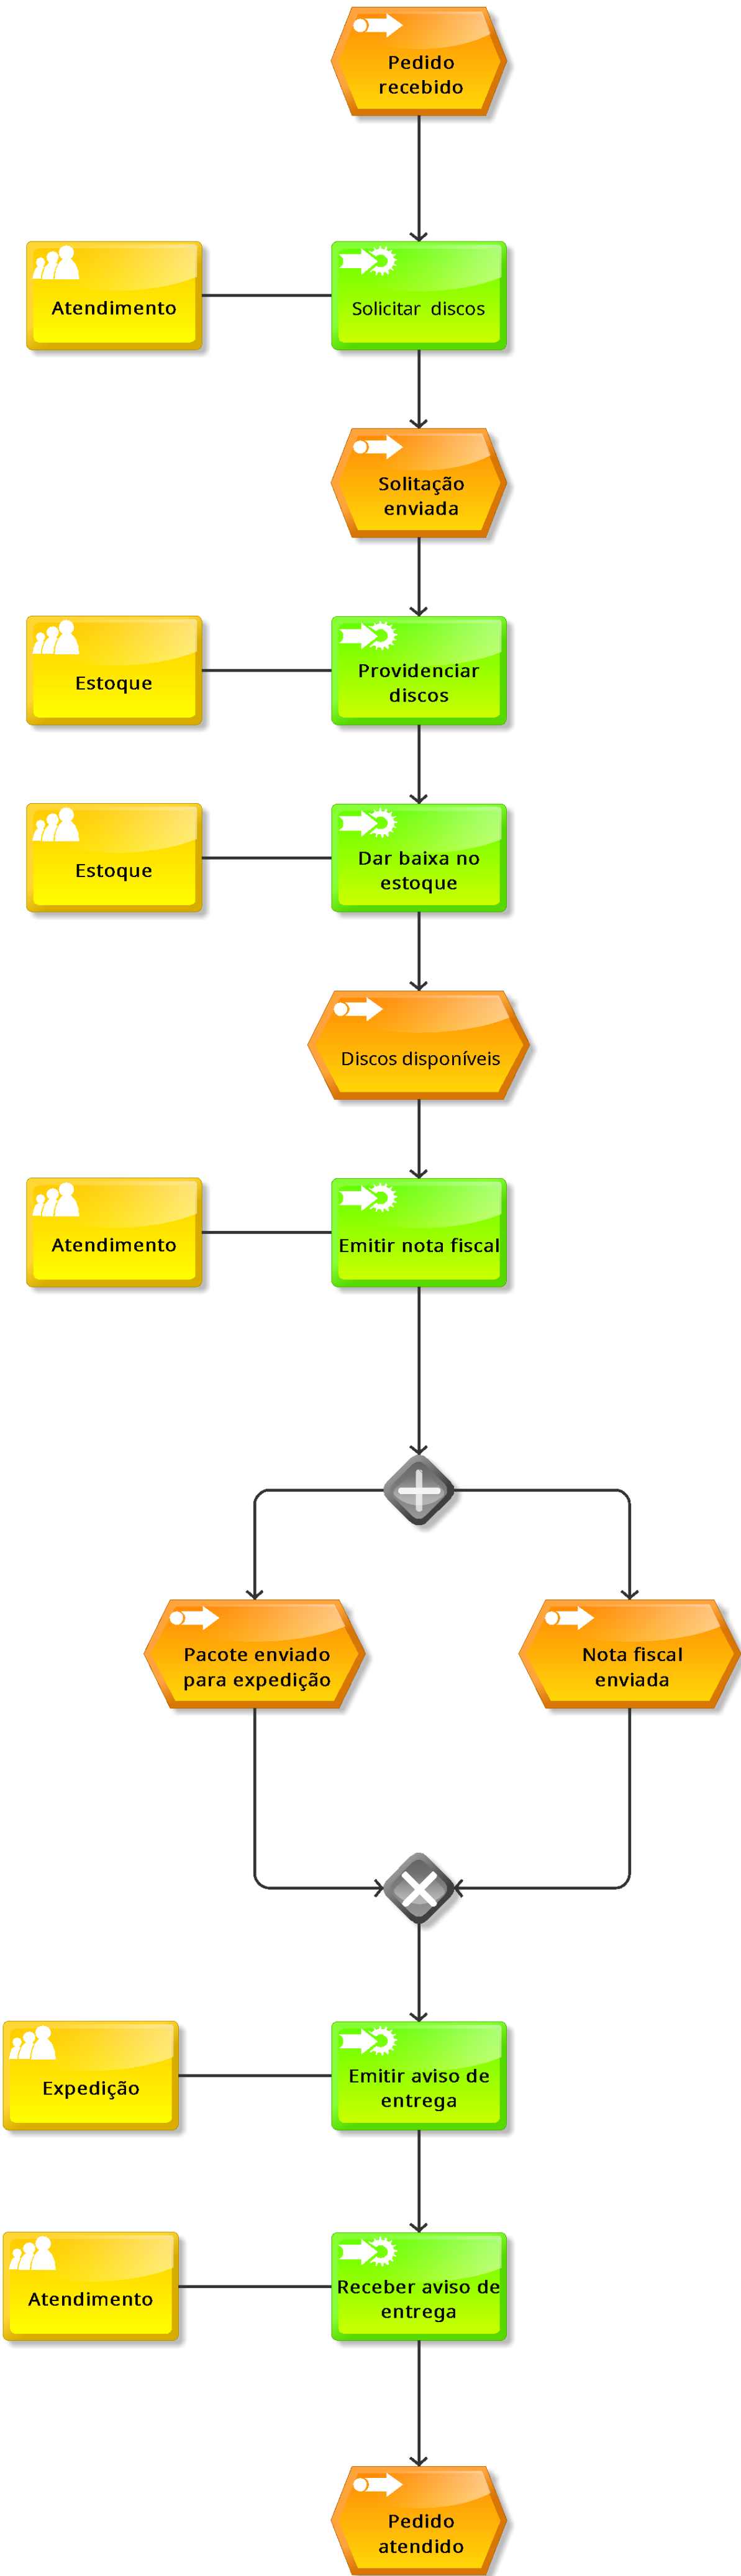 Pedido
recebido
Atendimento
Solicitar discos
Solitação
enviada
Estoque
Providenciar
discos
Estoque
Dar baixa no
estoque
Discos disponíveis
Atendimento
Emitir nota fiscal
Pacote enviado
para expedição
Nota fiscal
enviada
Expedição
Emitir aviso de
entrega
Atendimento
Receber aviso de
entrega
Pedido
atendido